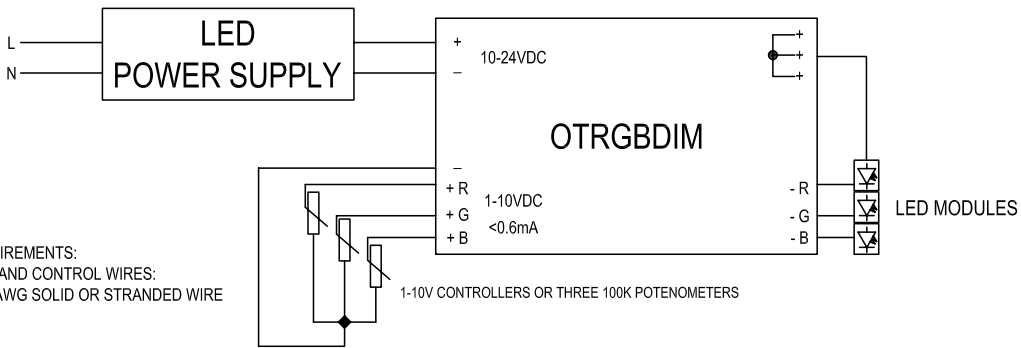 L
N
LED
POWER SUPPLY
+
–
10-24VDC
+
+
+
OTRGBDIM
–
+ R
+ G
+ B
1-10VDC
<0.6mA
- R
- G
- B
LED MODULES
1-10V CONTROLLERS OR THREE 100K POTENOMETERS
AND CONTROL WIRES:
AWG SOLID OR STRANDED WIRE